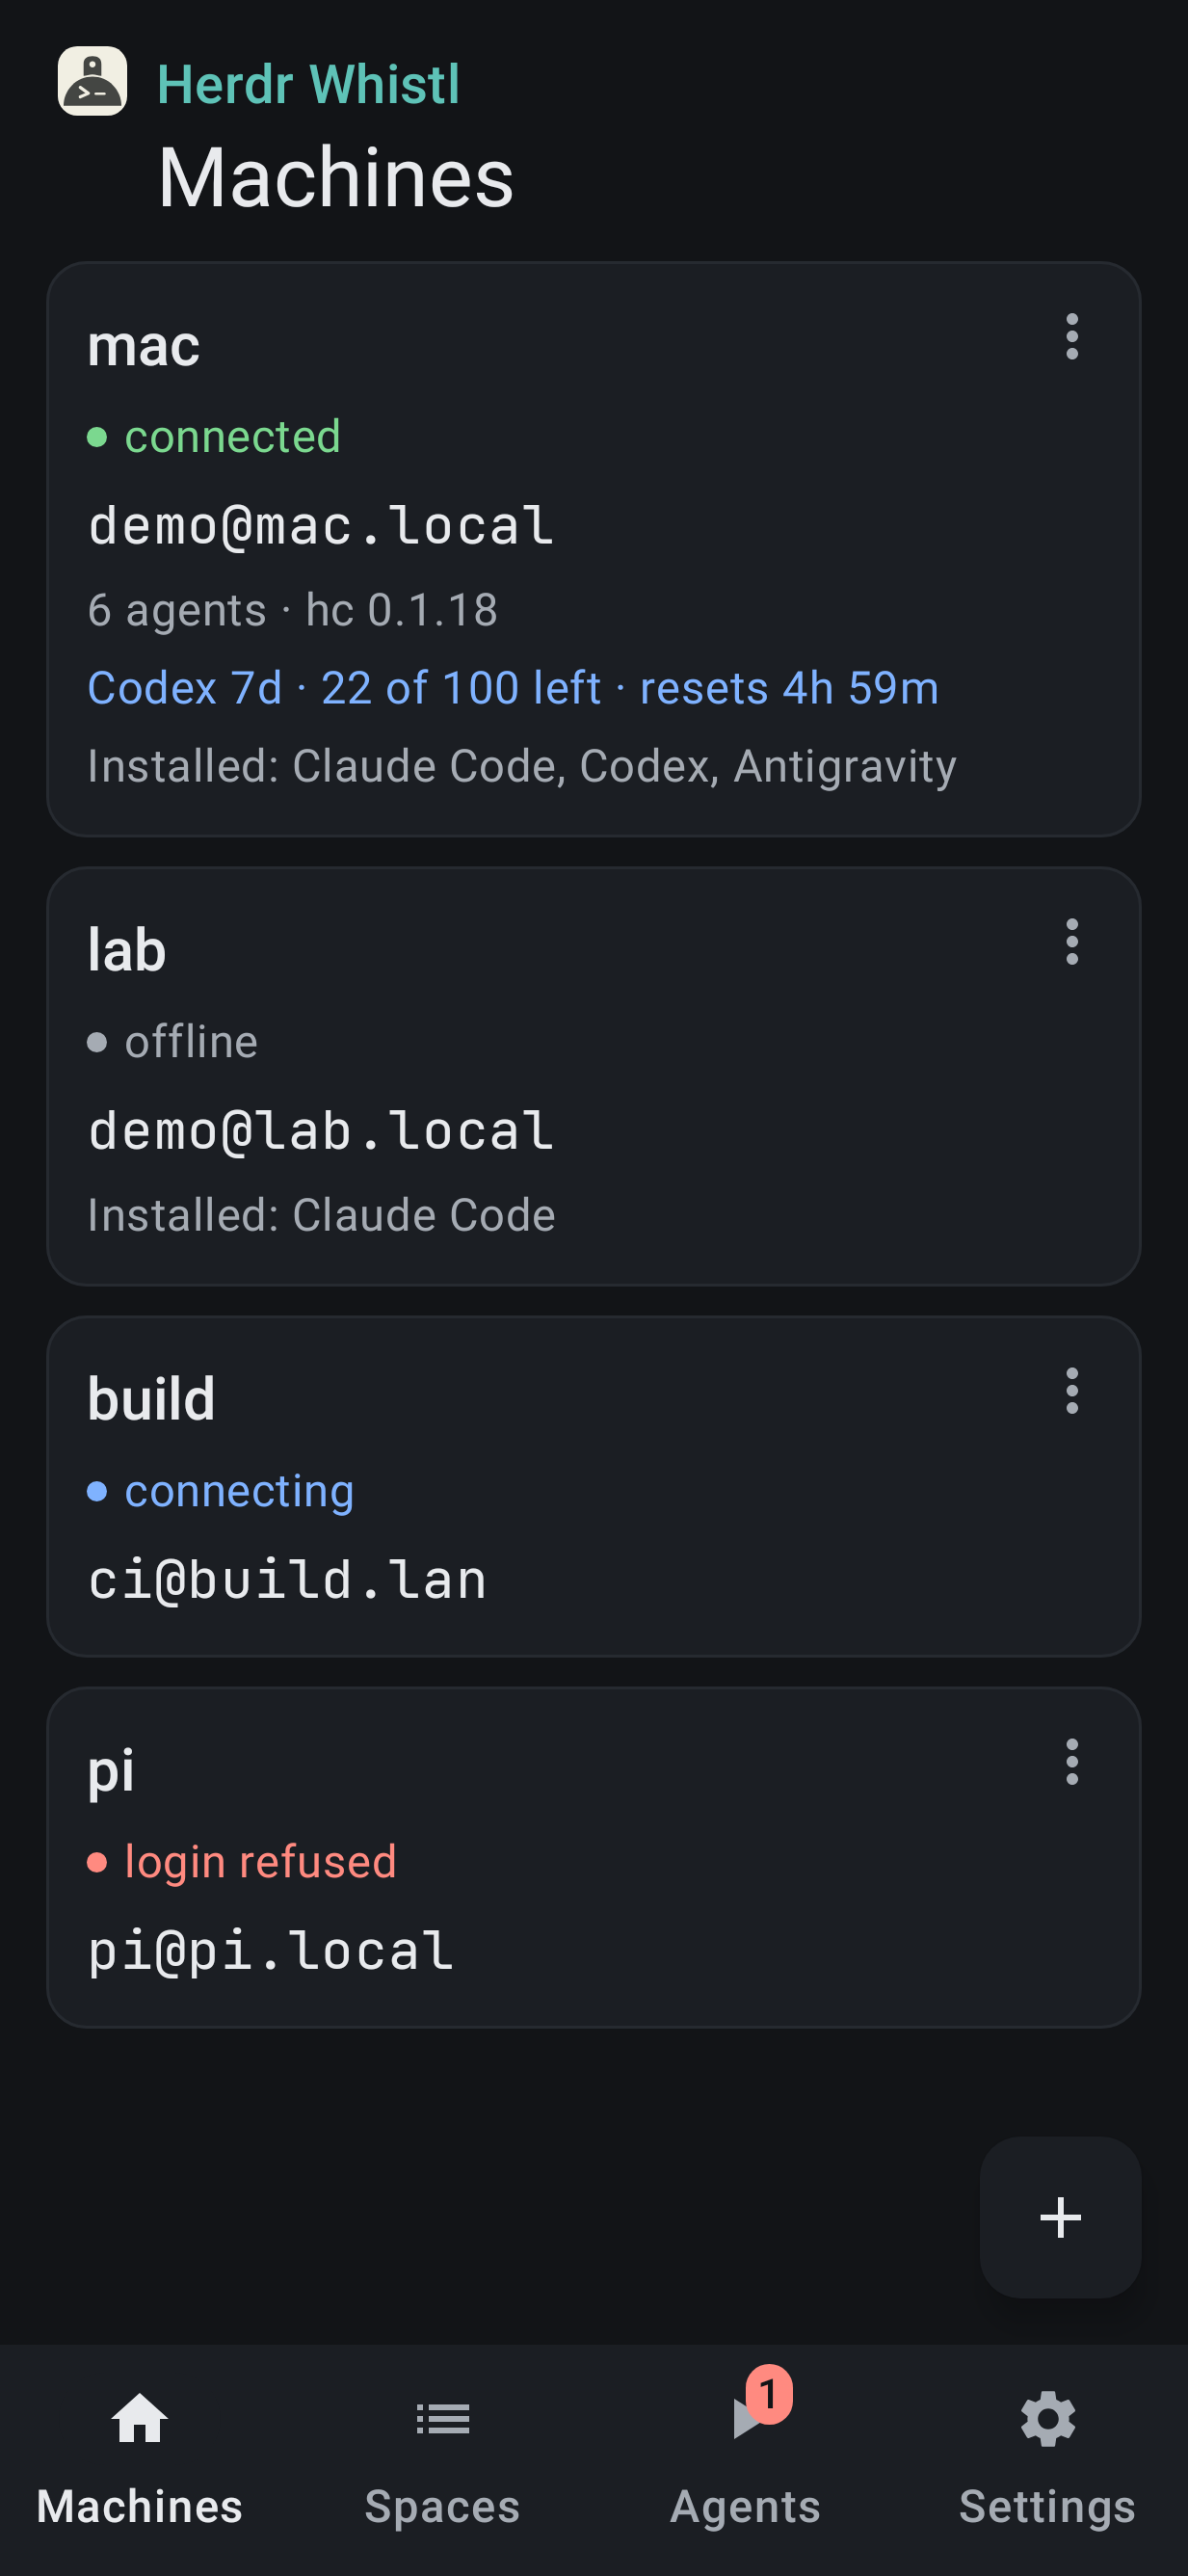 Herdr Whistl
Machines
mac
connected
demo@mac.local
6 agents · hc 0.1.18
Codex 7d · 22 of 100 left · resets 4h 59m
Installed: Claude Code, Codex, Antigravity
lab
offline
demo@lab.local
Installed: Claude Code
build
connecting
ci@build.lan
pi
login refused
pi@pi.local
+
1
Machines
Spaces
Agents
Settings